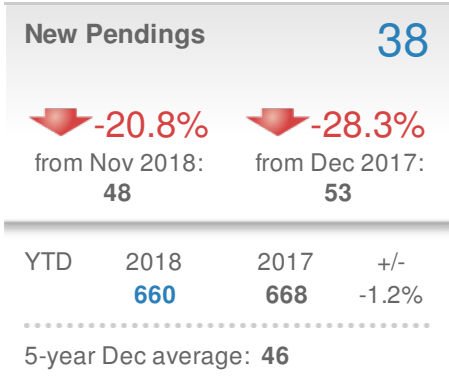 New Pendings 38
-20.8% -28.3%
from Nov 2018: from Dec 2017:
48 53
YTD 2018 2017 +/-
660 668 -1.2%
5-year Dec average: 46